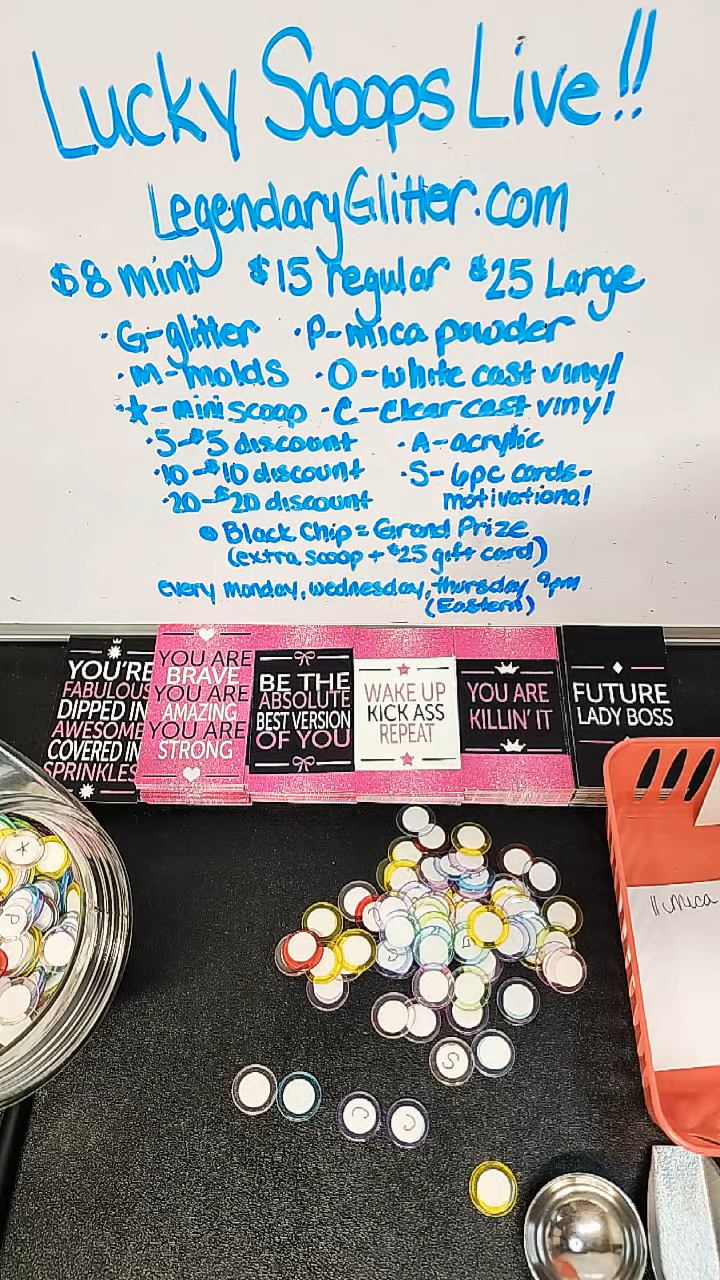 Lucky Scoops Live!!
LegendaryGlitter.com
$8 mini $15 regular $25 Large
·G-glitter ·P-mica powder
·M-molds ·O-white cast vinyl
·★-mini scoop ·C-clear cast vinyl
·5-$5 discount ·A-acrylic
·10-$10 discount ·S-6pc cards-
·20-$20 discount motivational
● Black Chip = Grand Prize
(extra scoop + $25 gift card)
every monday, wednesday, thursday 9pm
(Eastern)
YOU'RE
FABULOUS
DIPPED IN
AWESOME
COVERED IN
SPRINKLES
YOU ARE
BRAVE
YOU ARE
AMAZING
YOU ARE
STRONG
BE THE
ABSOLUTE
BEST VERSION
OF YOU
WAKE UP
KICK ASS
REPEAT
YOU ARE
KILLIN' IT
FUTURE
LADY BOSS
mica
P
S
C
C